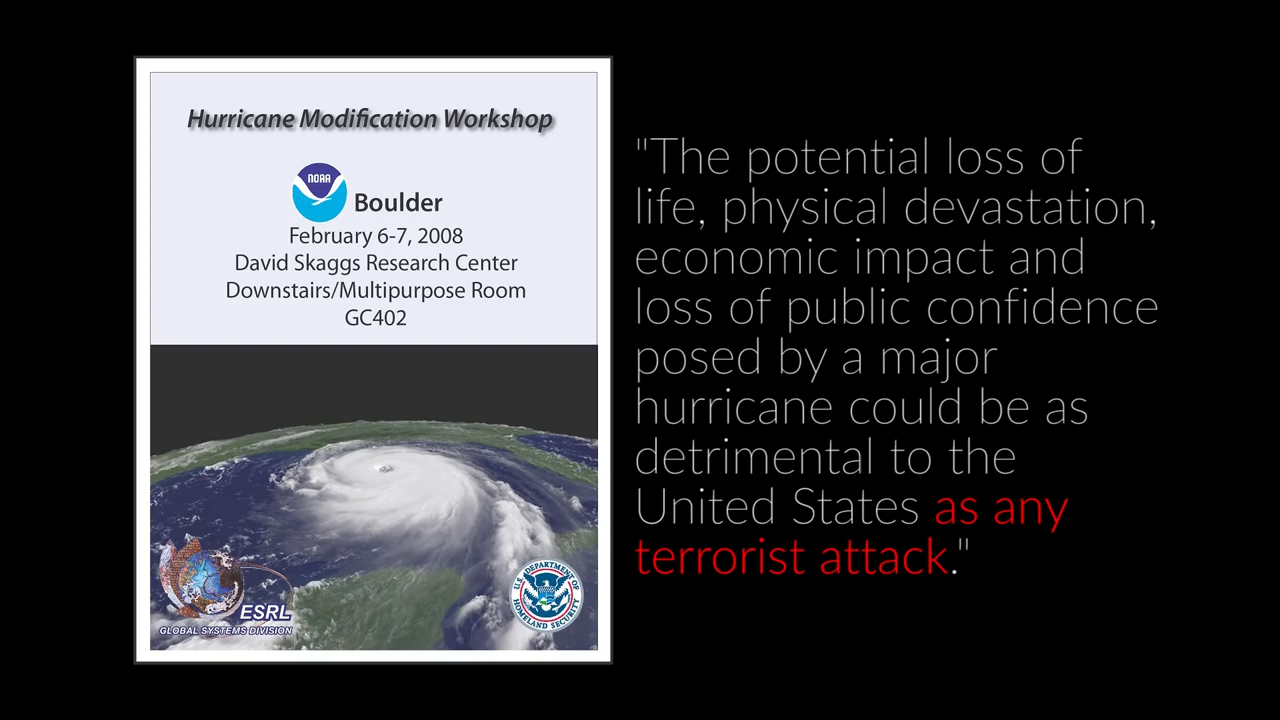 Hurricane Modification Workshop
NOAA
Boulder
February 6-7, 2008
David Skaggs Research Center
Downstairs/Multipurpose Room
GC402
ESRL
GLOBAL SYSTEMS DIVISION
U.S. DEPARTMENT OF
HOMELAND SECURITY
"The potential loss of
life, physical devastation,
economic impact and
loss of public confidence
posed by a major
hurricane could be as
detrimental to the
United States as any
terrorist attack."